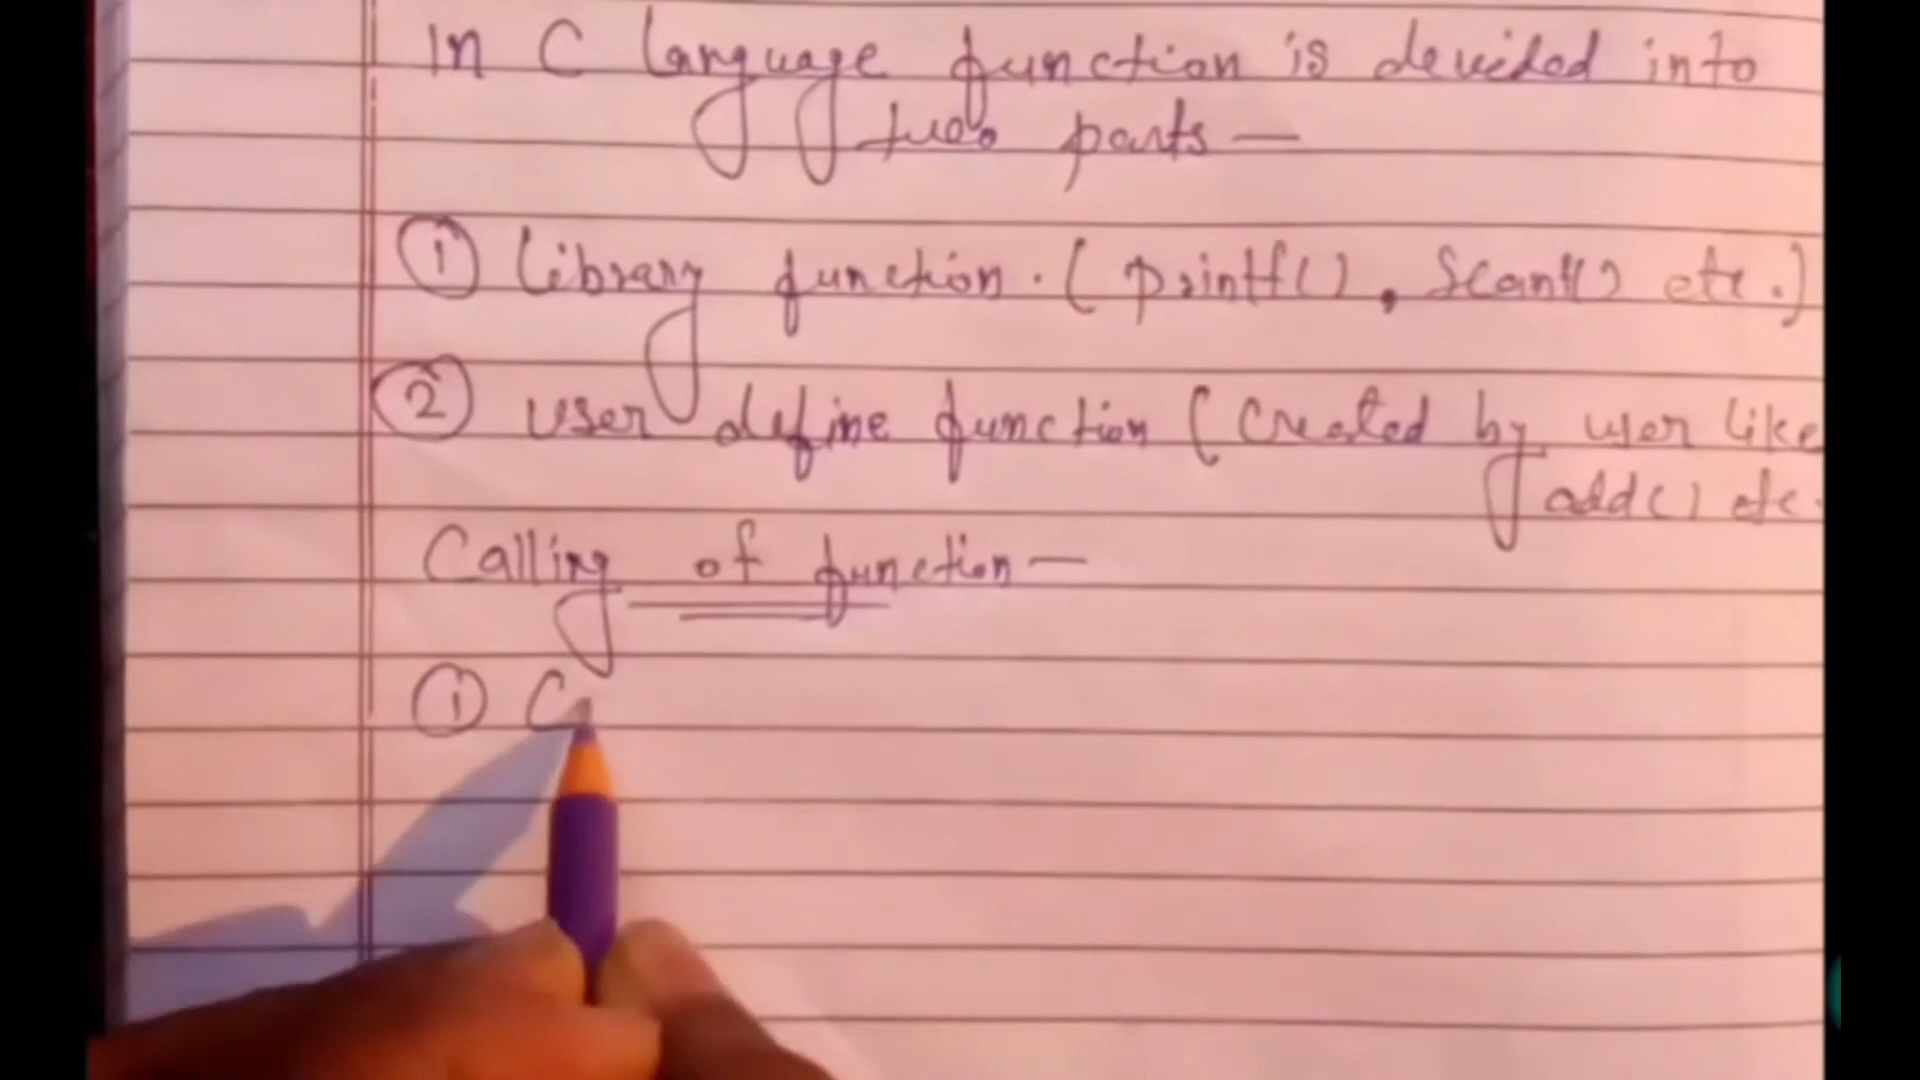 In C language function is devided into
two parts —
① Library function. ( printf(), Scanf() etc.)
② user define function ( Created by user like
add() etc.
Calling of function —
① C